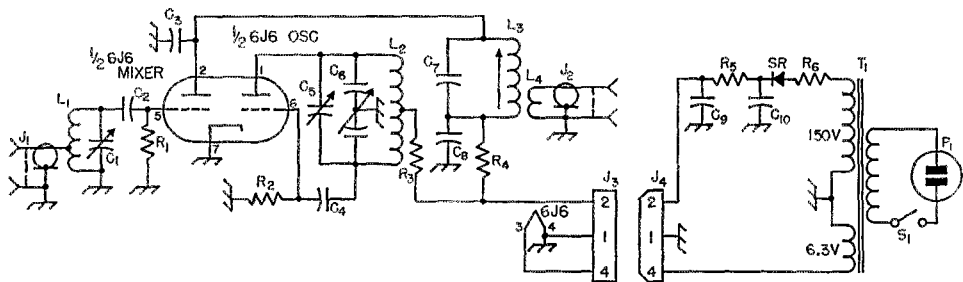 C3
½ 6J6 OSC
L3
½ 6J6
MIXER
2
1
L2
C7
L4
J2
R5
SR
R6
T1
L1
C2
C5
C6
C9
C10
150V
P1
J1
5
6
C1
R1
7
C8
R4
R3
R2
C4
J3
J4
6J6
3
4
2
2
1
1
4
4
6.3V
S1